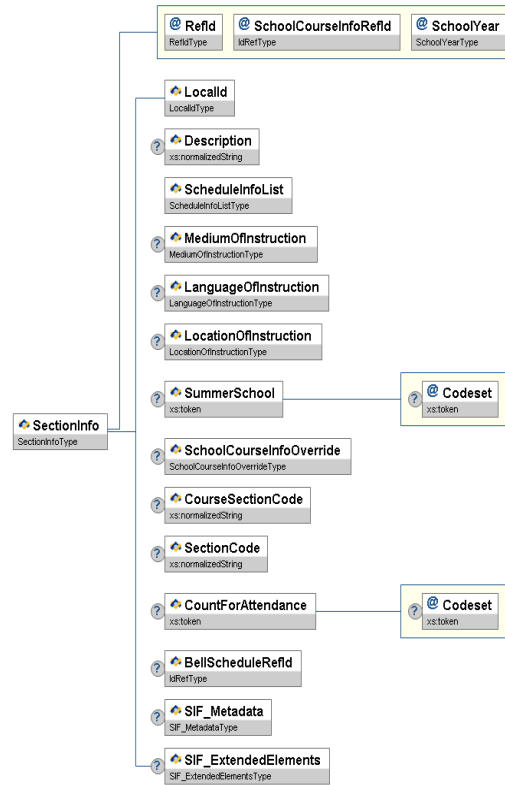 @ RefId
RefIdType
@ SchoolCourseInfoRefId
IdRefType
@ SchoolYear
SchoolYearType
LocalId
LocalIdType
? Description
xs:normalizedString
ScheduleInfoList
ScheduleInfoListType
? MediumOfInstruction
MediumOfInstructionType
? LanguageOfInstruction
LanguageOfInstructionType
? LocationOfInstruction
LocationOfInstructionType
? SummerSchool
xs:token
? @ Codeset
xs:token
SectionInfo
SectionInfoType
? SchoolCourseInfoOverride
SchoolCourseInfoOverrideType
? CourseSectionCode
xs:normalizedString
? SectionCode
xs:normalizedString
? CountForAttendance
xs:token
? @ Codeset
xs:token
? BellScheduleRefId
IdRefType
? SIF_Metadata
SIF_MetadataType
? SIF_ExtendedElements
SIF_ExtendedElementsType